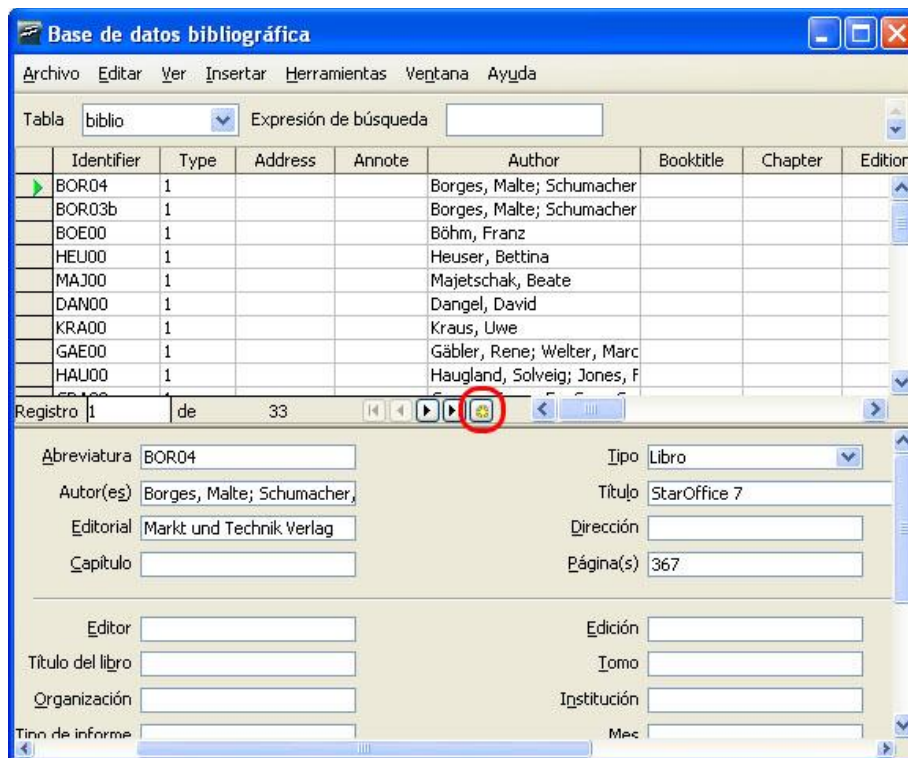 Base de datos bibliográfica
Archivo Editar Ver Insertar Herramientas Ventana Ayuda
Tabla biblio Expresión de búsqueda
Identifier Type Address Annote Author Booktitle Chapter Edition
BOR04 1 Borges, Malte; Schumacher
BOR03b 1 Borges, Malte; Schumacher
BOE00 1 Böhm, Franz
HEU00 1 Heuser, Bettina
MAJ00 1 Majetschak, Beate
DAN00 1 Dangel, David
KRA00 1 Kraus, Uwe
GAE00 1 Gäbler, Rene; Welter, Marc
HAU00 1 Haugland, Solveig; Jones, F
Registro 1 de 33
Abreviatura BOR04 Tipo Libro
Autor(es) Borges, Malte; Schumacher, Título StarOffice 7
Editorial Markt und Technik Verlag Dirección
Capítulo Página(s) 367
Editor Edición
Título del libro Tomo
Organización Institución
Tipo de informe Mes